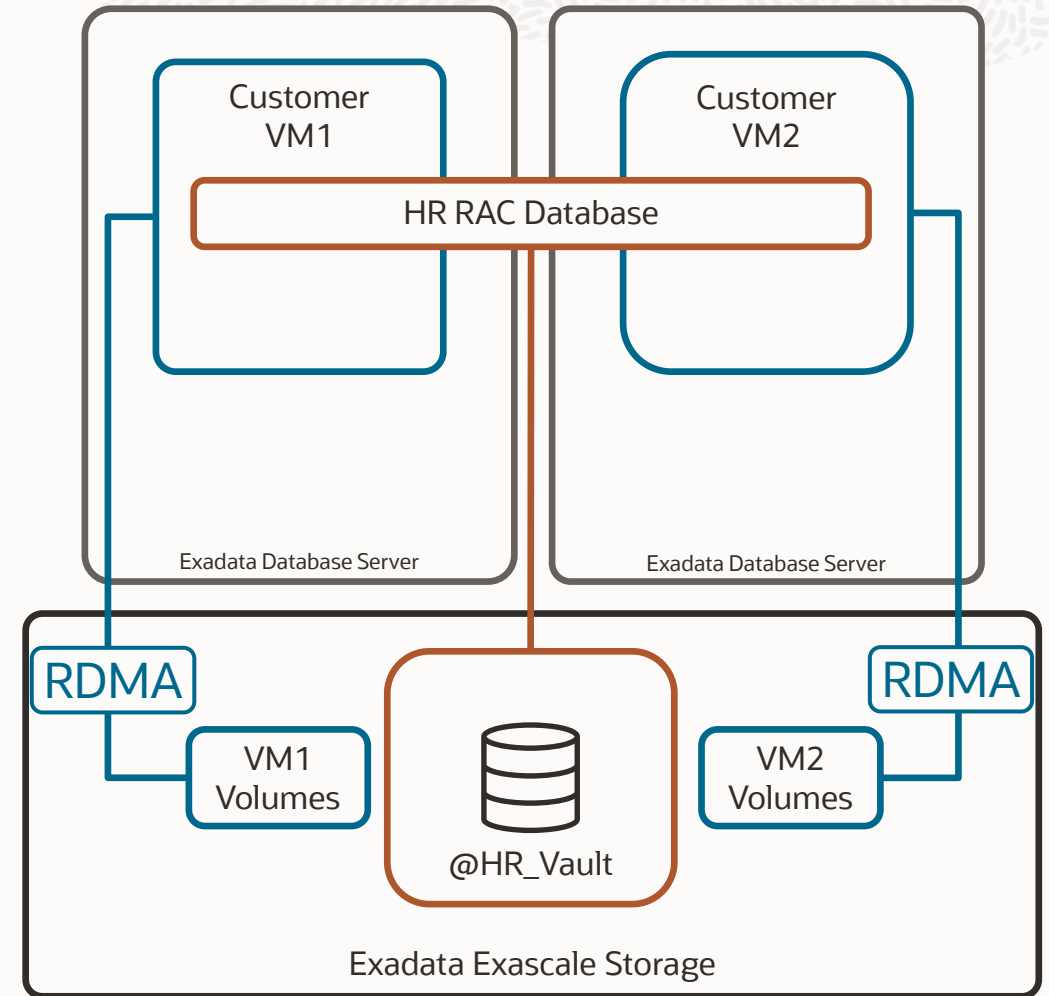 Customer
VM1
Customer
VM2
HR RAC Database
Exadata Database Server
Exadata Database Server
RDMA
RDMA
VM1
Volumes
VM2
Volumes
@HR_Vault
Exadata Exascale Storage